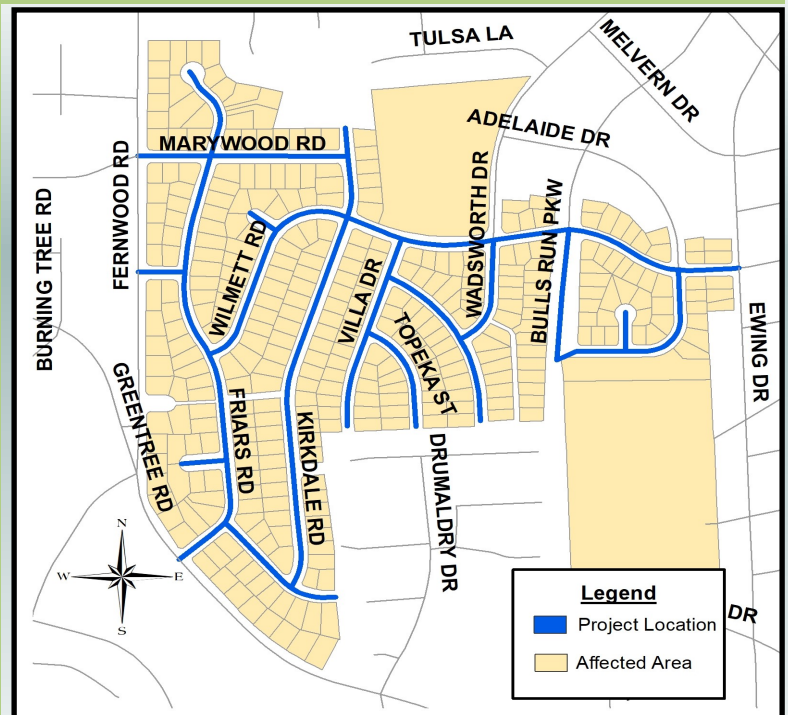 TULSA LA
MELVERN DR
ADELAIDE DR
MARYWOOD RD
FERNWOOD RD
BURNING TREE RD
WADSWORTH DR
BULLS RUN PKW
WILMETT RD
VILLA DR
TOPEKA ST
EWING DR
GREENTREE RD
FRIARS RD
KIRKDALE RD
DRUMALDRY DR
N
W
E
S
DR
Legend
Project Location
Affected Area